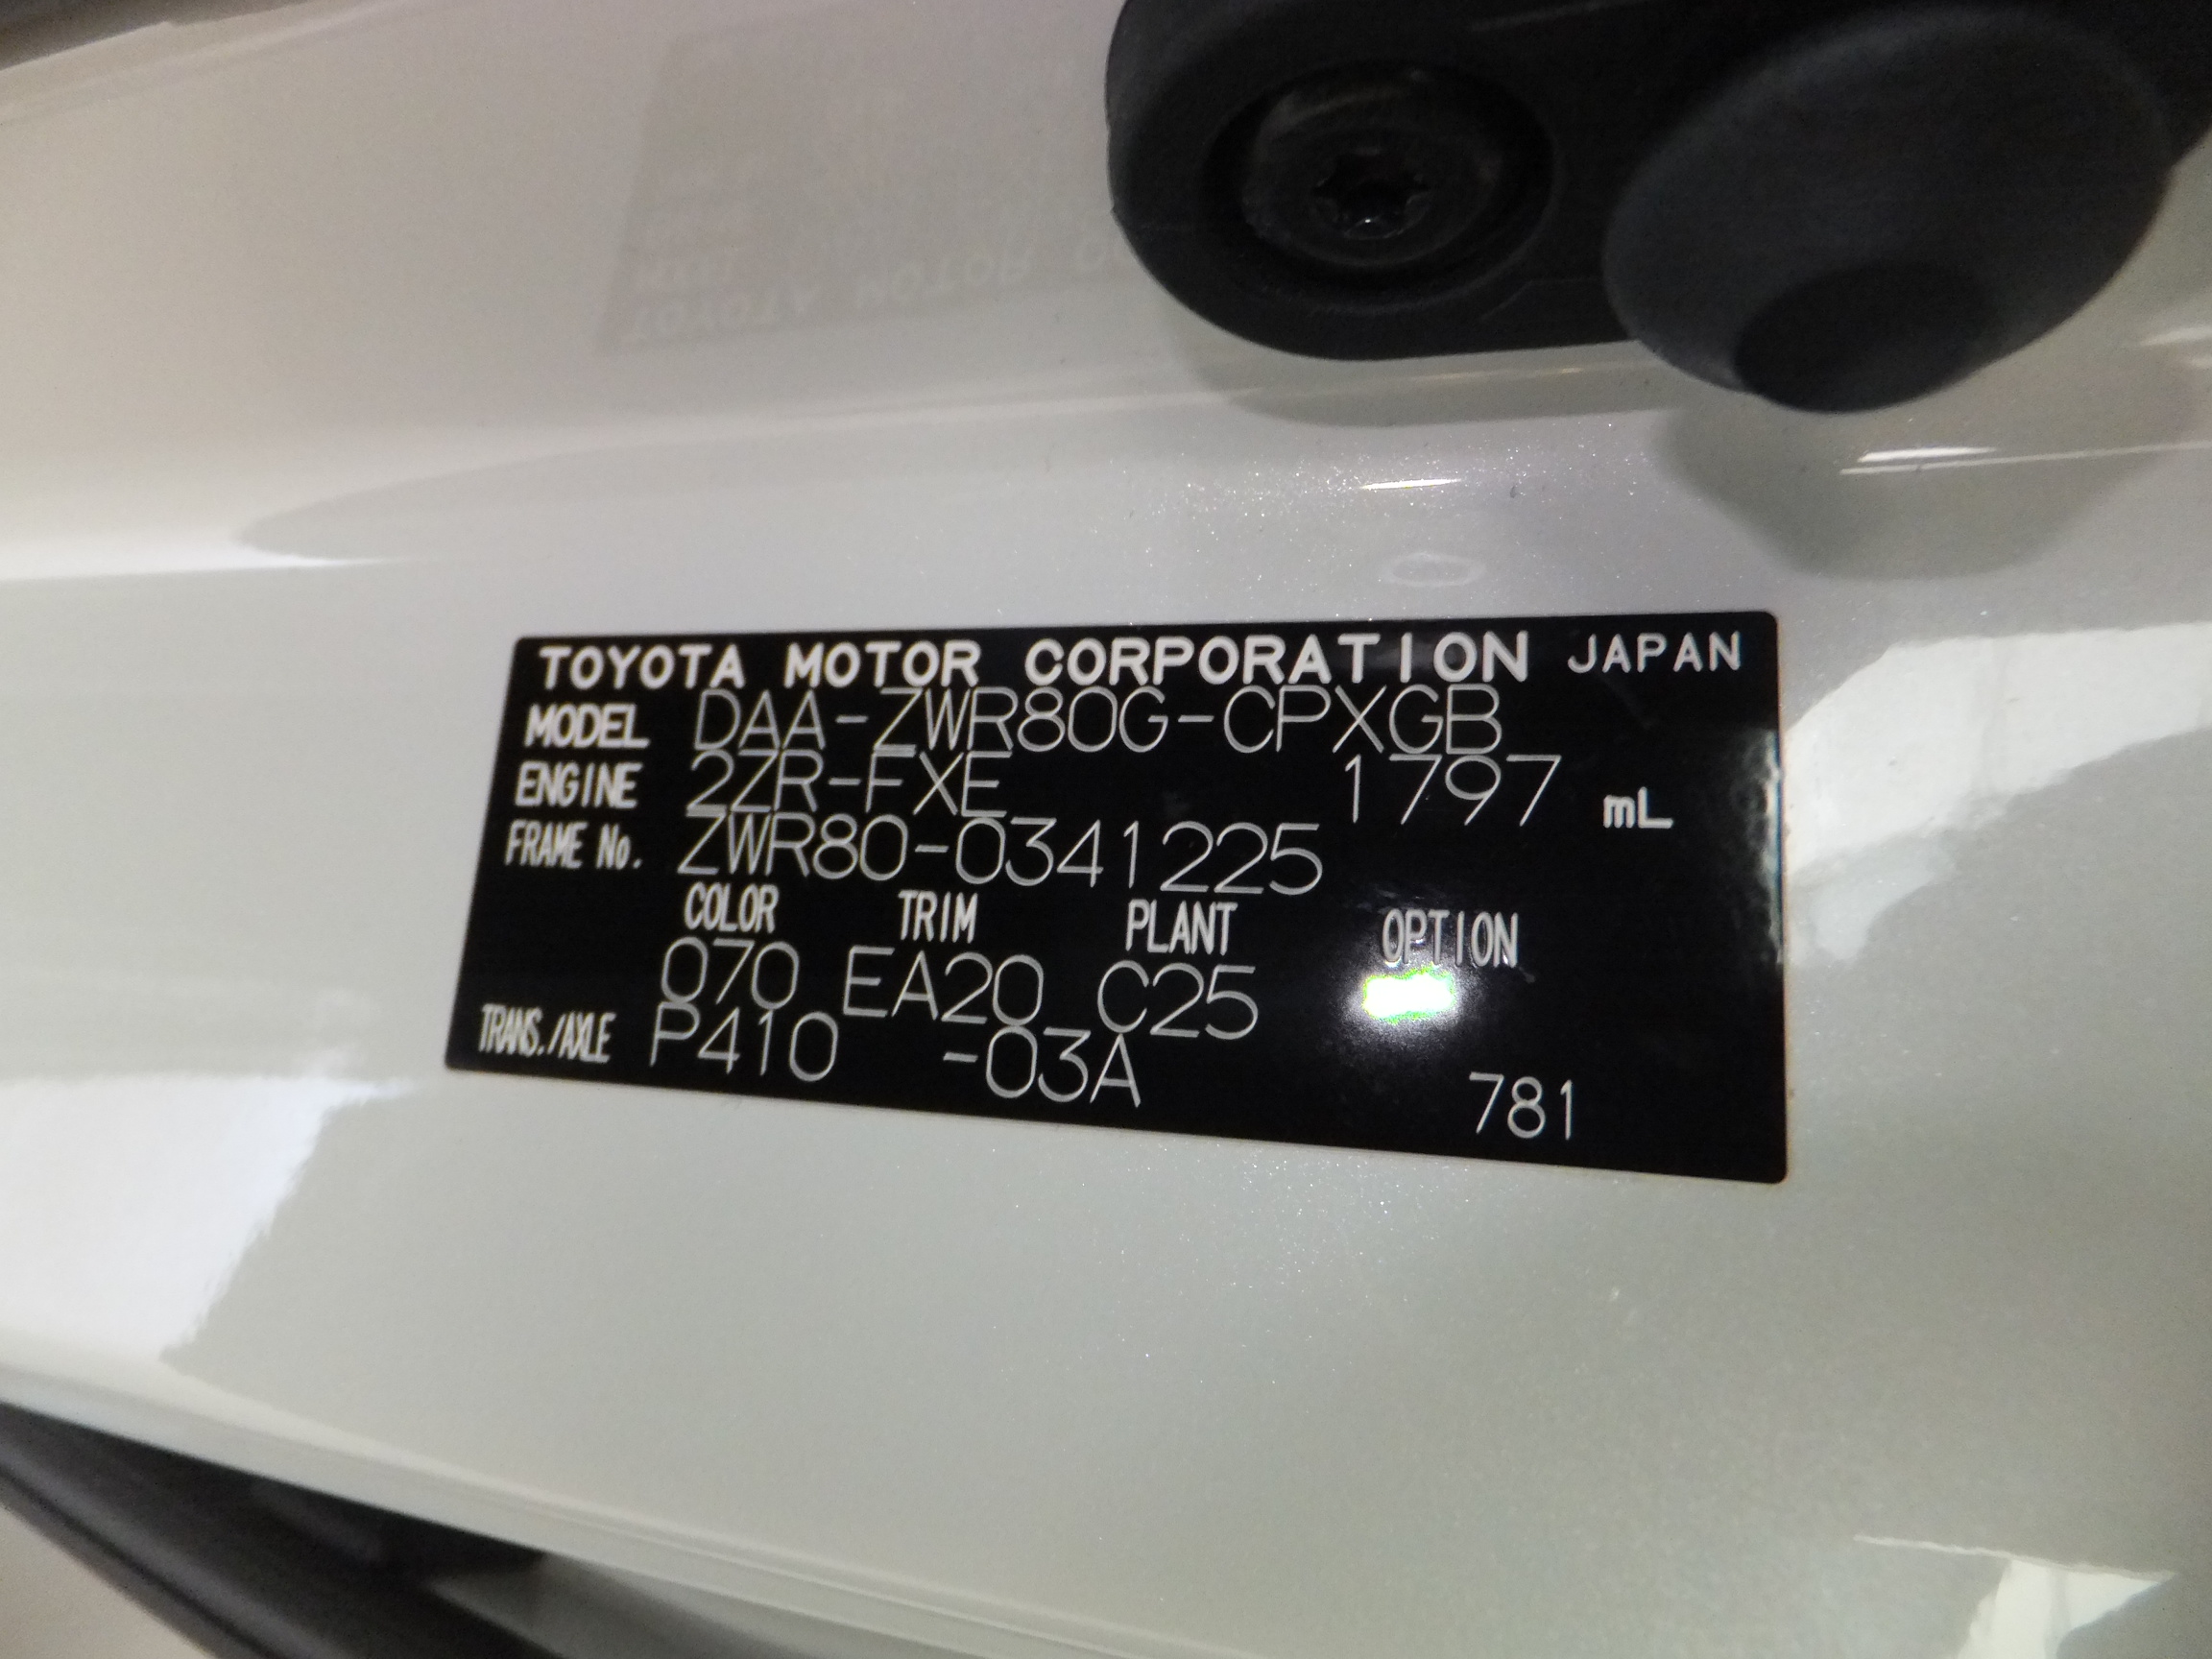 TOYOTA MOTOR CORPORATION JAPAN
MODEL DAA-ZWR80G-CPXGB
ENGINE 2ZR-FXE 1797 mL
FRAME No. ZWR80-0341225
COLOR TRIM PLANT OPTION
070 EA20 C25
TRANS./AXLE P410 -03A
781